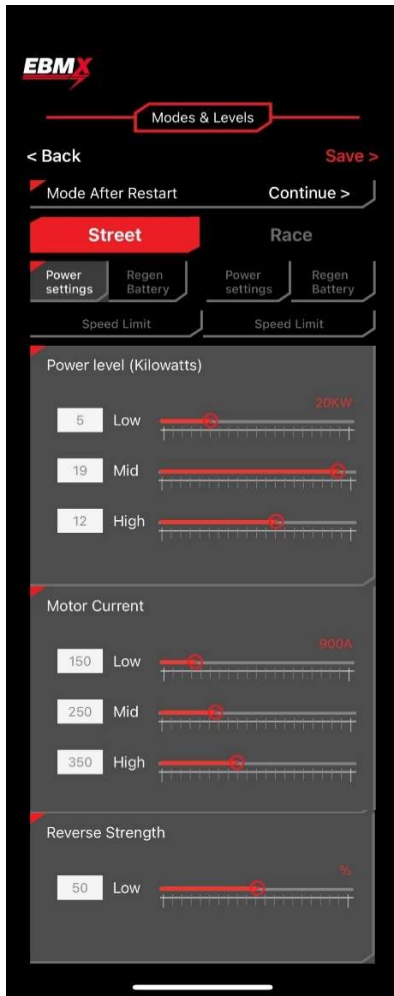 EBMX
Modes & Levels
< Back Save >
Mode After Restart Continue >
Street Race
Power settings Regen Battery Power settings Regen Battery
Speed Limit Speed Limit
Power level (Kilowatts)
20KW
5 Low
19 Mid
12 High
Motor Current
900A
150 Low
250 Mid
350 High
Reverse Strength
%
50 Low